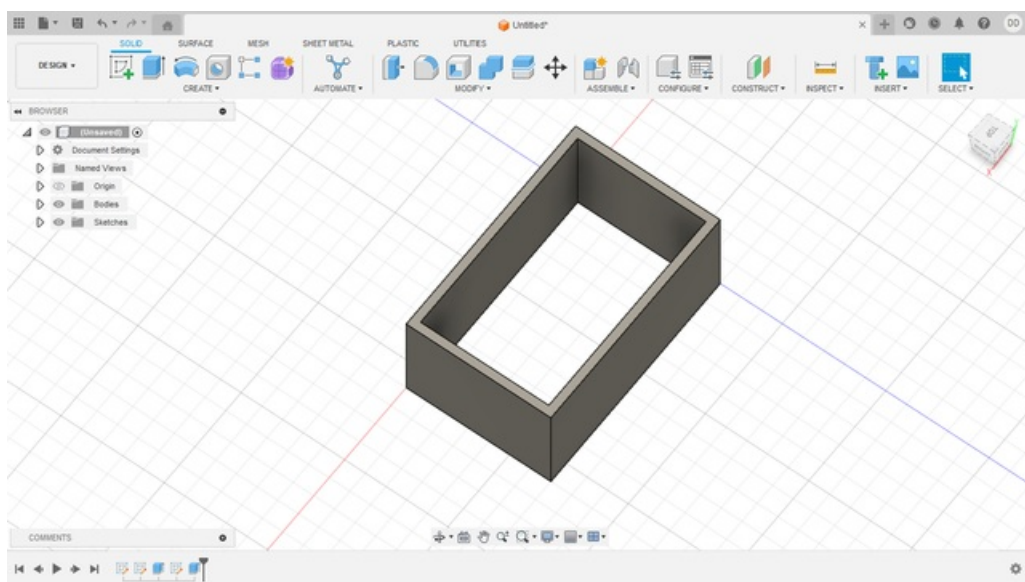 Untitled*
DD
SOLID SURFACE MESH SHEET METAL PLASTIC UTILITIES
DESIGN
CREATE AUTOMATE MODIFY ASSEMBLE CONFIGURE CONSTRUCT INSPECT INSERT SELECT
BROWSER
(Unsaved)
Document Settings
Named Views
Origin
Bodies
Sketches
TOP
X
COMMENTS